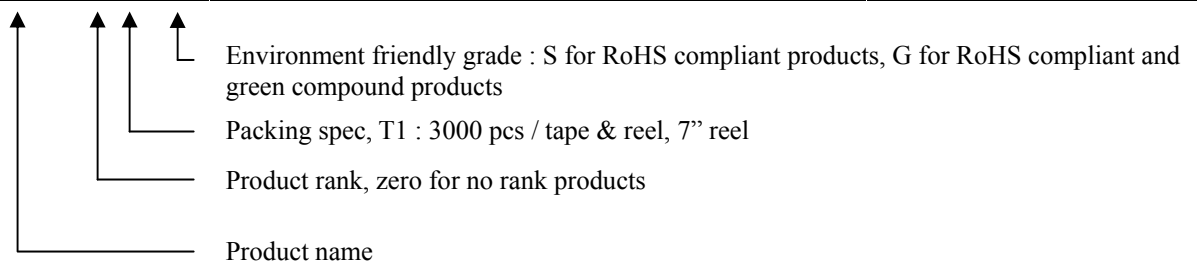 Environment friendly grade : S for RoHS compliant products, G for RoHS compliant and
green compound products
Packing spec, T1 : 3000 pcs / tape & reel, 7” reel
Product rank, zero for no rank products
Product name